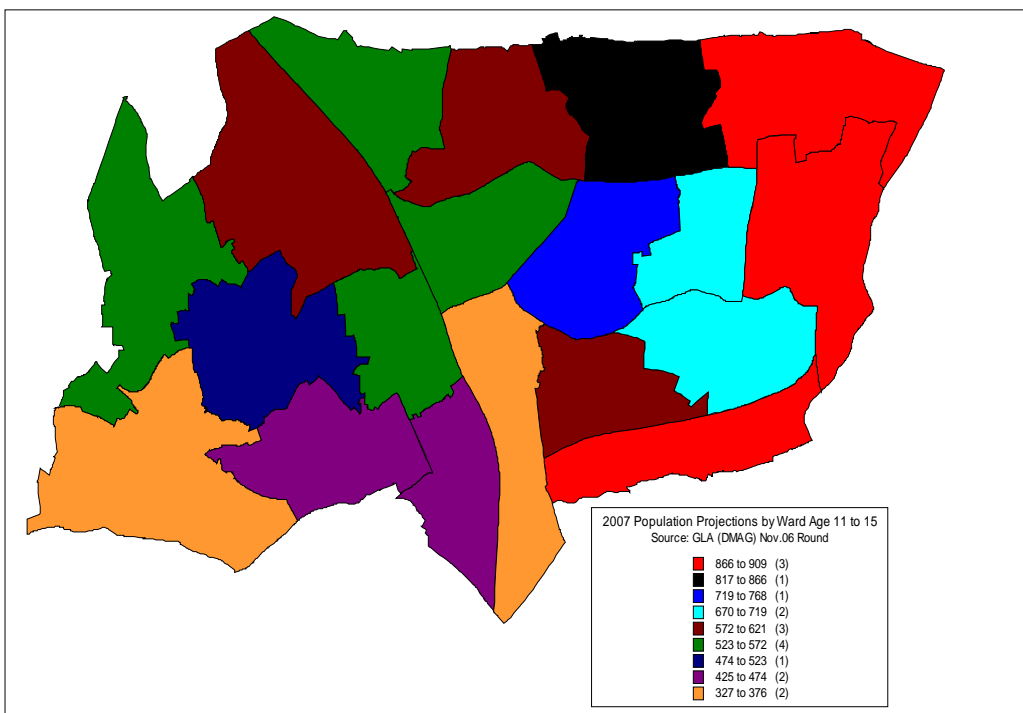 2007 Population Projections by Ward Age 11 to 15
Source: GLA (DMAG) Nov.06 Round
866 to 909 (3)
817 to 866 (1)
719 to 768 (1)
670 to 719 (2)
572 to 621 (3)
523 to 572 (4)
474 to 523 (1)
425 to 474 (2)
327 to 376 (2)